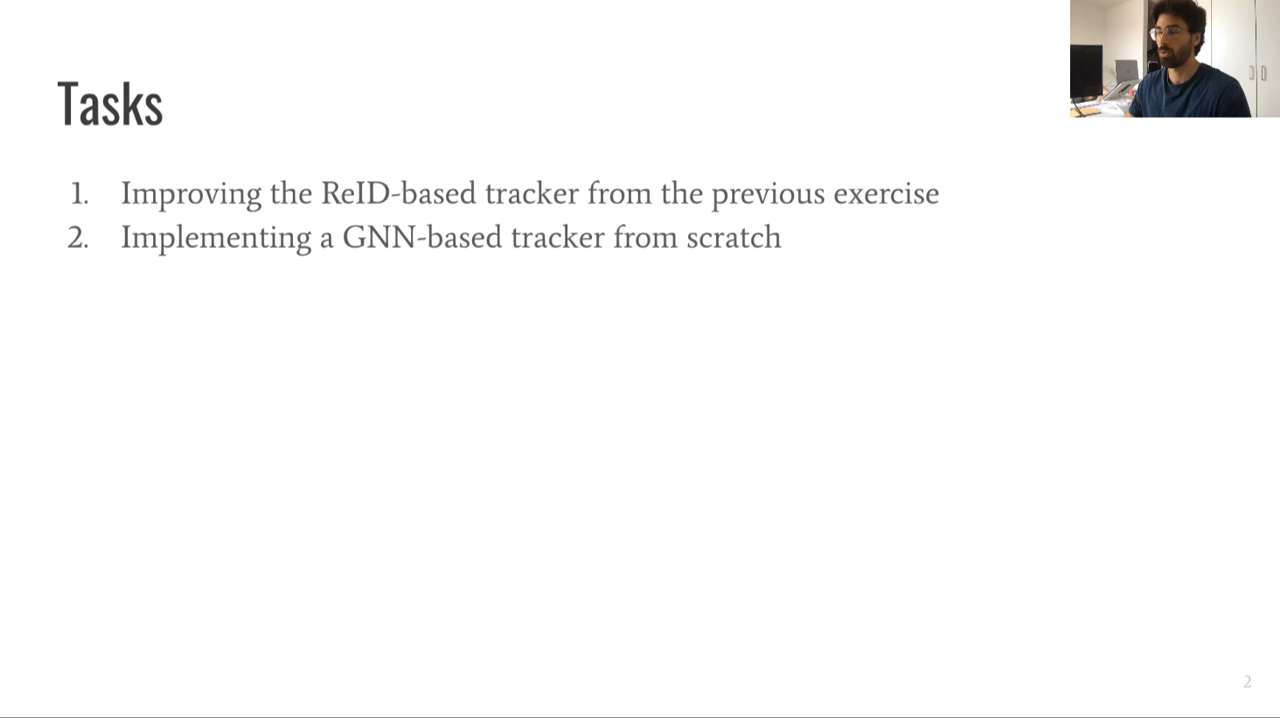 Tasks
1. Improving the ReID-based tracker from the previous exercise
2. Implementing a GNN-based tracker from scratch
2